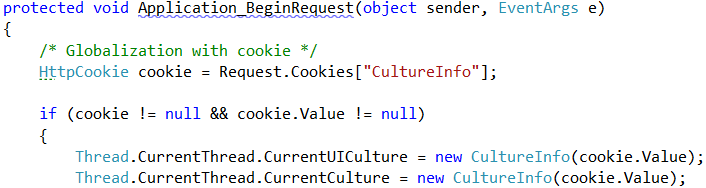 protected void Application_BeginRequest(object sender, EventArgs e)
{
/* Globalization with cookie */
HttpCookie cookie = Request.Cookies["CultureInfo"];
if (cookie != null && cookie.Value != null)
{
Thread.CurrentThread.CurrentUICulture = new CultureInfo(cookie.Value);
Thread.CurrentThread.CurrentCulture = new CultureInfo(cookie.Value);